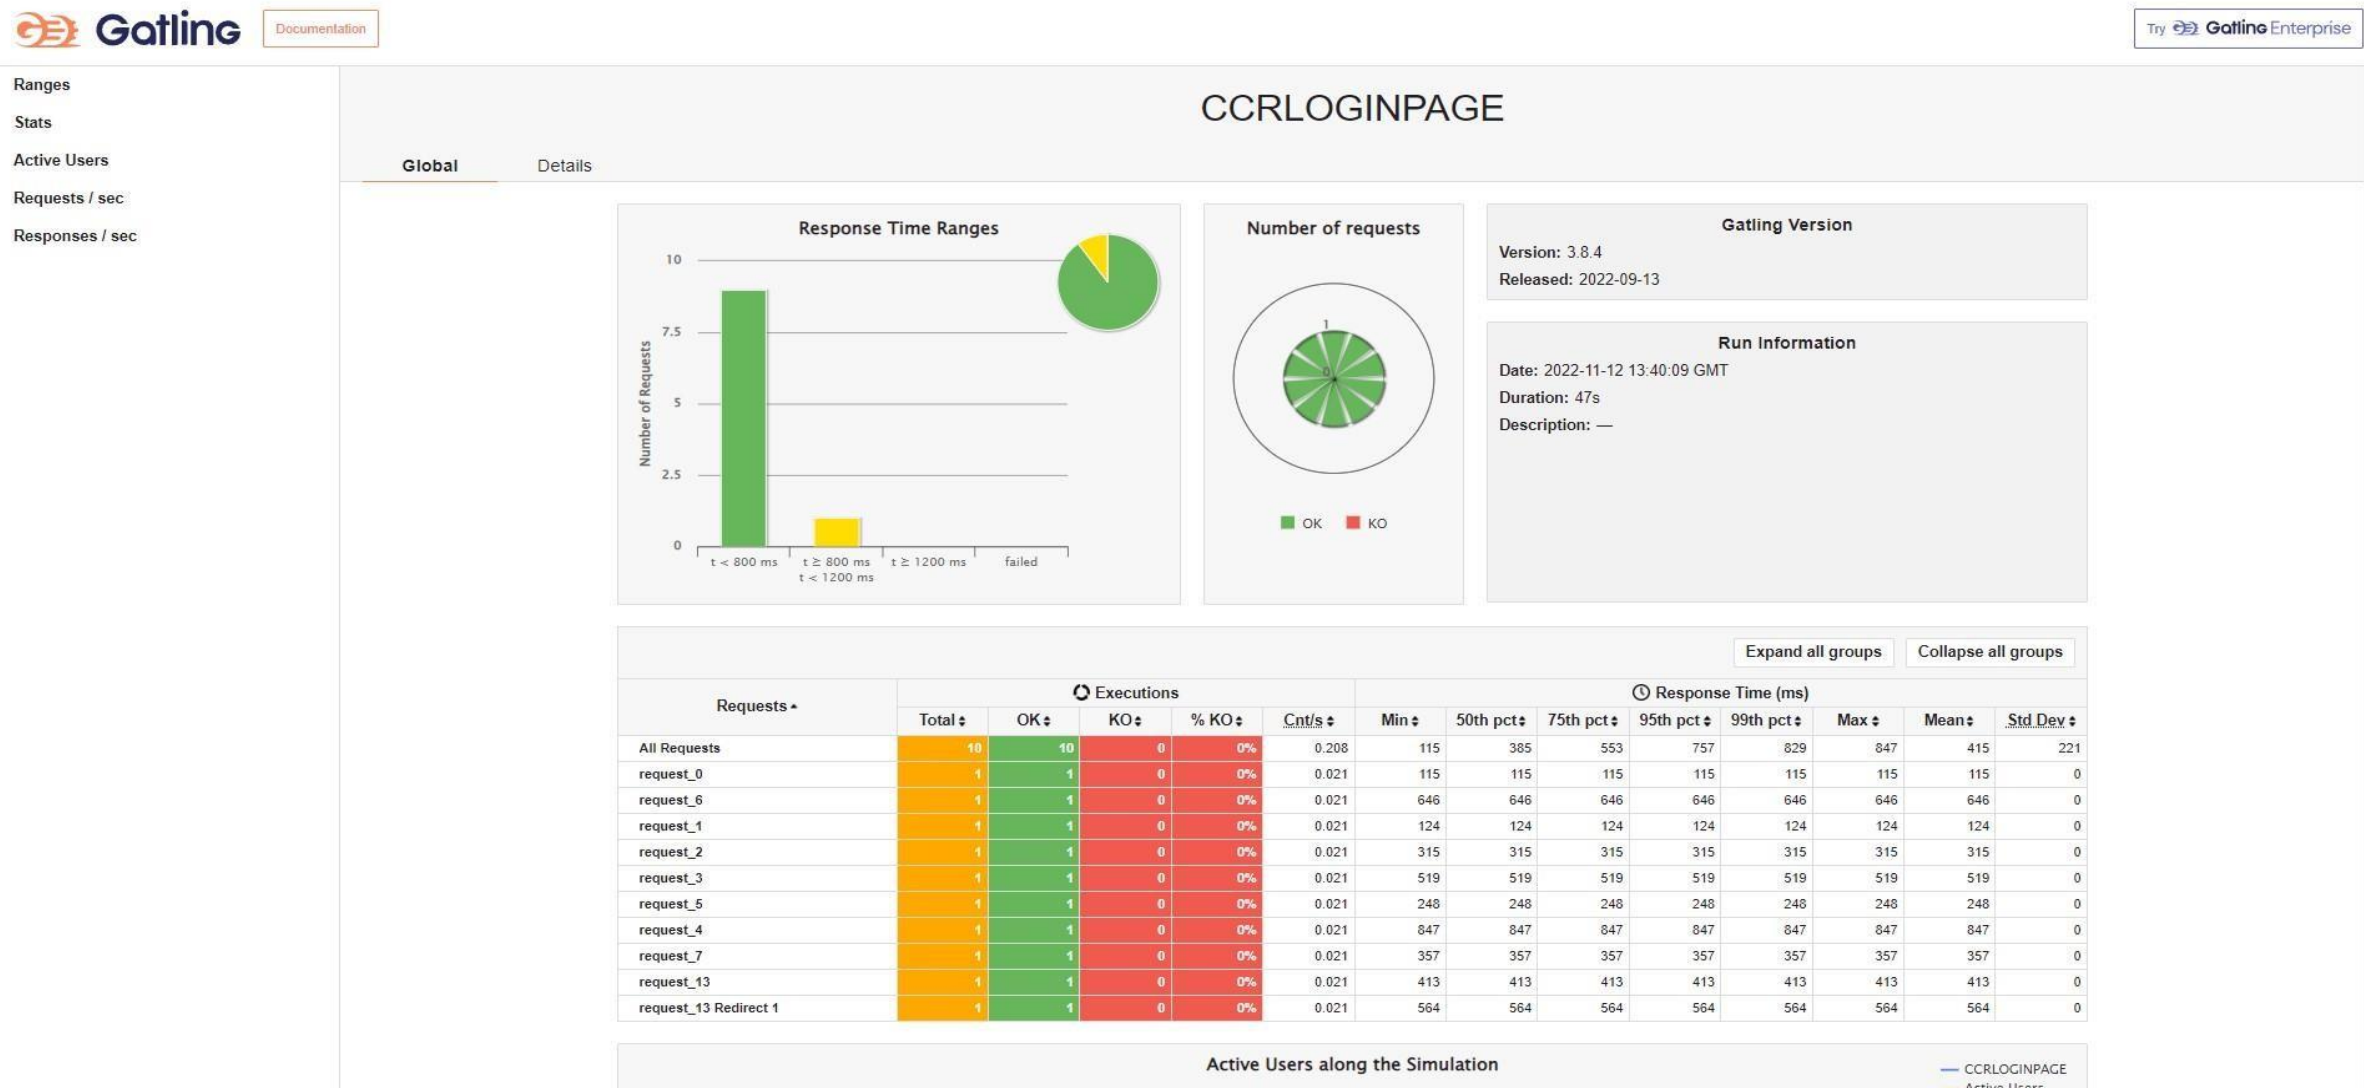 Gatling
Documentation
Try Gatling Enterprise
Ranges
Stats
Active Users
Requests / sec
Responses / sec
CCRLOGINPAGE
Global Details
Response Time Ranges
Number of Requests
10
7.5
5
2.5
0
t < 800 ms
t ≥ 800 ms
t < 1200 ms
t ≥ 1200 ms
failed
Number of requests
1
0
OK KO
Gatling Version
Version: 3.8.4
Released: 2022-09-13
Run Information
Date: 2022-11-12 13:40:09 GMT
Duration: 47s
Description: —
Expand all groups Collapse all groups
Requests Executions Response Time (ms)
Total OK KO % KO Cnt/s Min 50th pct 75th pct 95th pct 99th pct Max Mean Std Dev
All Requests 10 10 0 0% 0.208 115 385 553 757 829 847 415 221
request_0 1 1 0 0% 0.021 115 115 115 115 115 115 115 0
request_6 1 1 0 0% 0.021 646 646 646 646 646 646 646 0
request_1 1 1 0 0% 0.021 124 124 124 124 124 124 124 0
request_2 1 1 0 0% 0.021 315 315 315 315 315 315 315 0
request_3 1 1 0 0% 0.021 519 519 519 519 519 519 519 0
request_5 1 1 0 0% 0.021 248 248 248 248 248 248 248 0
request_4 1 1 0 0% 0.021 847 847 847 847 847 847 847 0
request_7 1 1 0 0% 0.021 357 357 357 357 357 357 357 0
request_13 1 1 0 0% 0.021 413 413 413 413 413 413 413 0
request_13 Redirect 1 1 1 0 0% 0.021 564 564 564 564 564 564 564 0
Active Users along the Simulation
CCRLOGINPAGE
Active Users